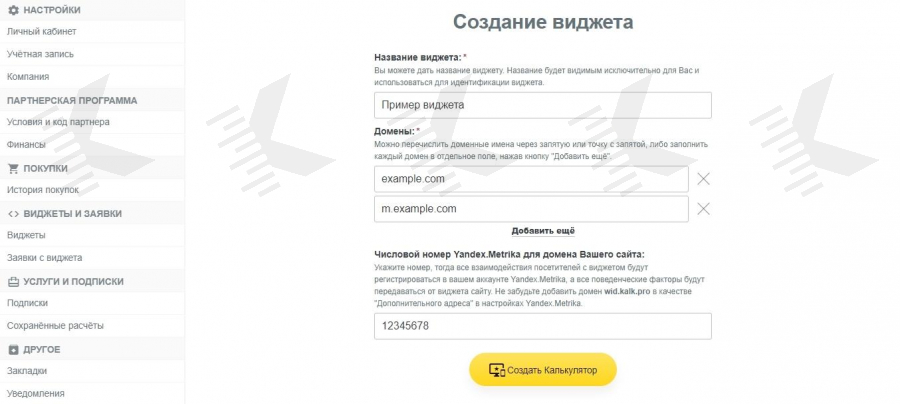 НАСТРОЙКИ
Личный кабинет
Учётная запись
Компания
ПАРТНЕРСКАЯ ПРОГРАММА
Условия и код партнера
Финансы
ПОКУПКИ
История покупок
ВИДЖЕТЫ И ЗАЯВКИ
Виджеты
Заявки с виджета
УСЛУГИ И ПОДПИСКИ
Подписки
Сохранённые расчёты
ДРУГОЕ
Закладки
Уведомления
Создание виджета
Название виджета: *
Вы можете дать название виджету. Название будет видимым исключительно для Вас и
использоваться для идентификации виджета.
Пример виджета
Домены: *
Можно перечислить доменные имена через запятую или точку с запятой, либо заполнить
каждый домен в отдельное поле, нажав кнопку "Добавить ещё".
example.com
m.example.com
Добавить ещё
Числовой номер Yandex.Metrika для домена Вашего сайта:
Укажите номер, тогда все взаимодействия посетителей с виджетом будут
регистрироваться в вашем аккаунте Yandex.Metrika, а все поведенческие факторы будут
передаваться от виджета сайту. Не забудьте добавить домен wid.kalk.pro в качестве
"Дополнительного адреса" в настройках Yandex.Metrika.
12345678
Создать Калькулятор